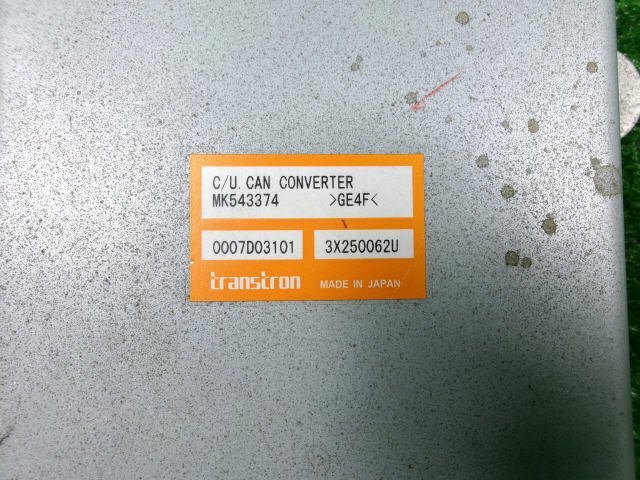 C/U. CAN CONVERTER
MK543374 >GE4F<
0007D03101 3X250062U
transtron MADE IN JAPAN